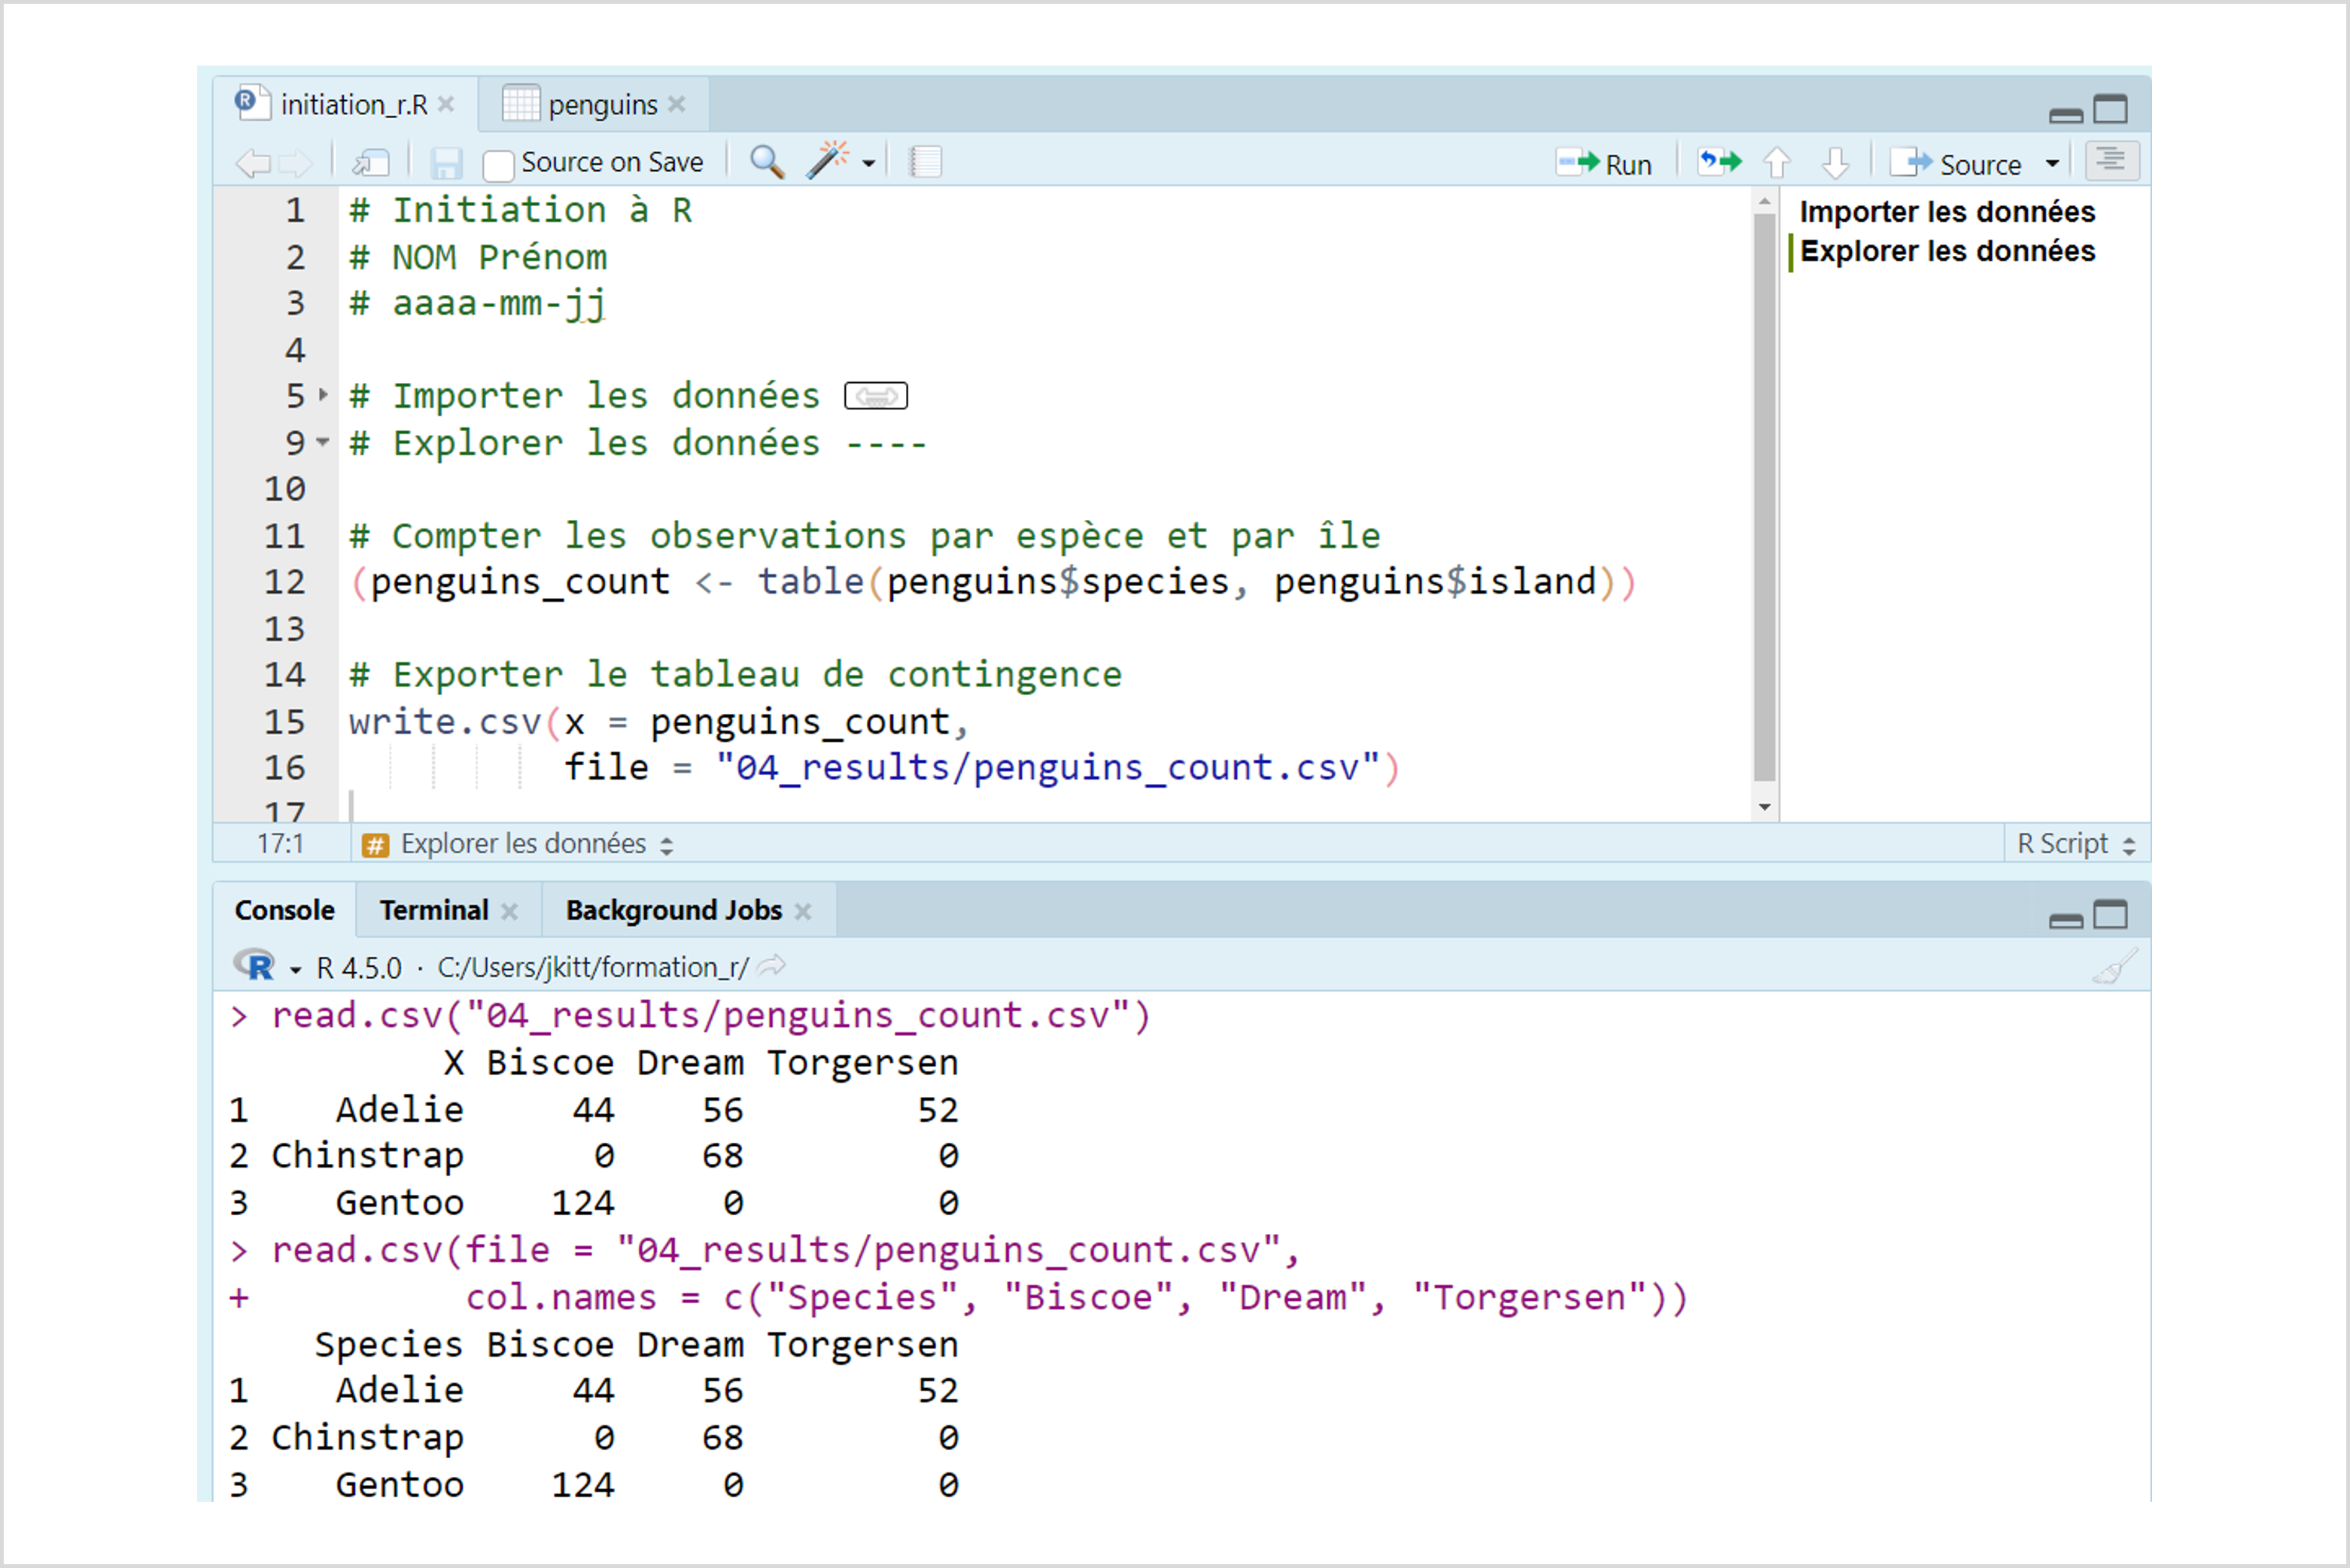 initiation_r.R penguins
Source on Save Run Source
1 # Initiation à R
2 # NOM Prénom
3 # aaaa-mm-jj
4
5 # Importer les données
9 # Explorer les données ----
10
11 # Compter les observations par espèce et par île
12 (penguins_count <- table(penguins$species, penguins$island))
13
14 # Exporter le tableau de contingence
15 write.csv(x = penguins_count,
16 file = "04_results/penguins_count.csv")
17
Importer les données
Explorer les données
17:1 # Explorer les données R Script
Console Terminal Background Jobs
R R 4.5.0 · C:/Users/jkitt/formation_r/
> read.csv("04_results/penguins_count.csv")
X Biscoe Dream Torgersen
1 Adelie 44 56 52
2 Chinstrap 0 68 0
3 Gentoo 124 0 0
> read.csv(file = "04_results/penguins_count.csv",
+ col.names = c("Species", "Biscoe", "Dream", "Torgersen"))
Species Biscoe Dream Torgersen
1 Adelie 44 56 52
2 Chinstrap 0 68 0
3 Gentoo 124 0 0